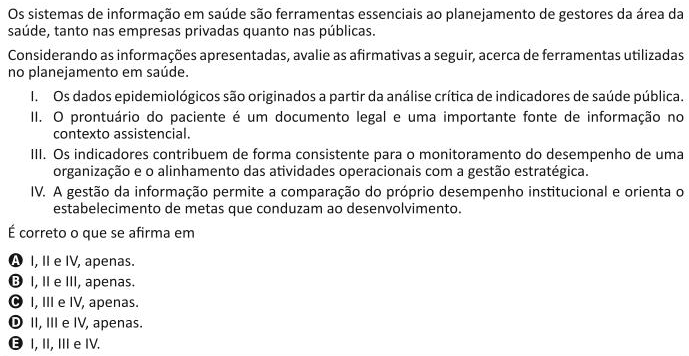 Os sistemas de informação em saúde são ferramentas essenciais ao planejamento de gestores da área da
saúde, tanto nas empresas privadas quanto nas públicas.
Considerando as informações apresentadas, avalie as afirmativas a seguir, acerca de ferramentas utilizadas
no planejamento em saúde.
I. Os dados epidemiológicos são originados a partir da análise crítica de indicadores de saúde pública.
II. O prontuário do paciente é um documento legal e uma importante fonte de informação no
contexto assistencial.
III. Os indicadores contribuem de forma consistente para o monitoramento do desempenho de uma
organização e o alinhamento das atividades operacionais com a gestão estratégica.
IV. A gestão da informação permite a comparação do próprio desempenho institucional e orienta o
estabelecimento de metas que conduzam ao desenvolvimento.
É correto o que se afirma em
A I, II e IV, apenas.
B I, II e III, apenas.
C I, III e IV, apenas.
D II, III e IV, apenas.
E I, II, III e IV.